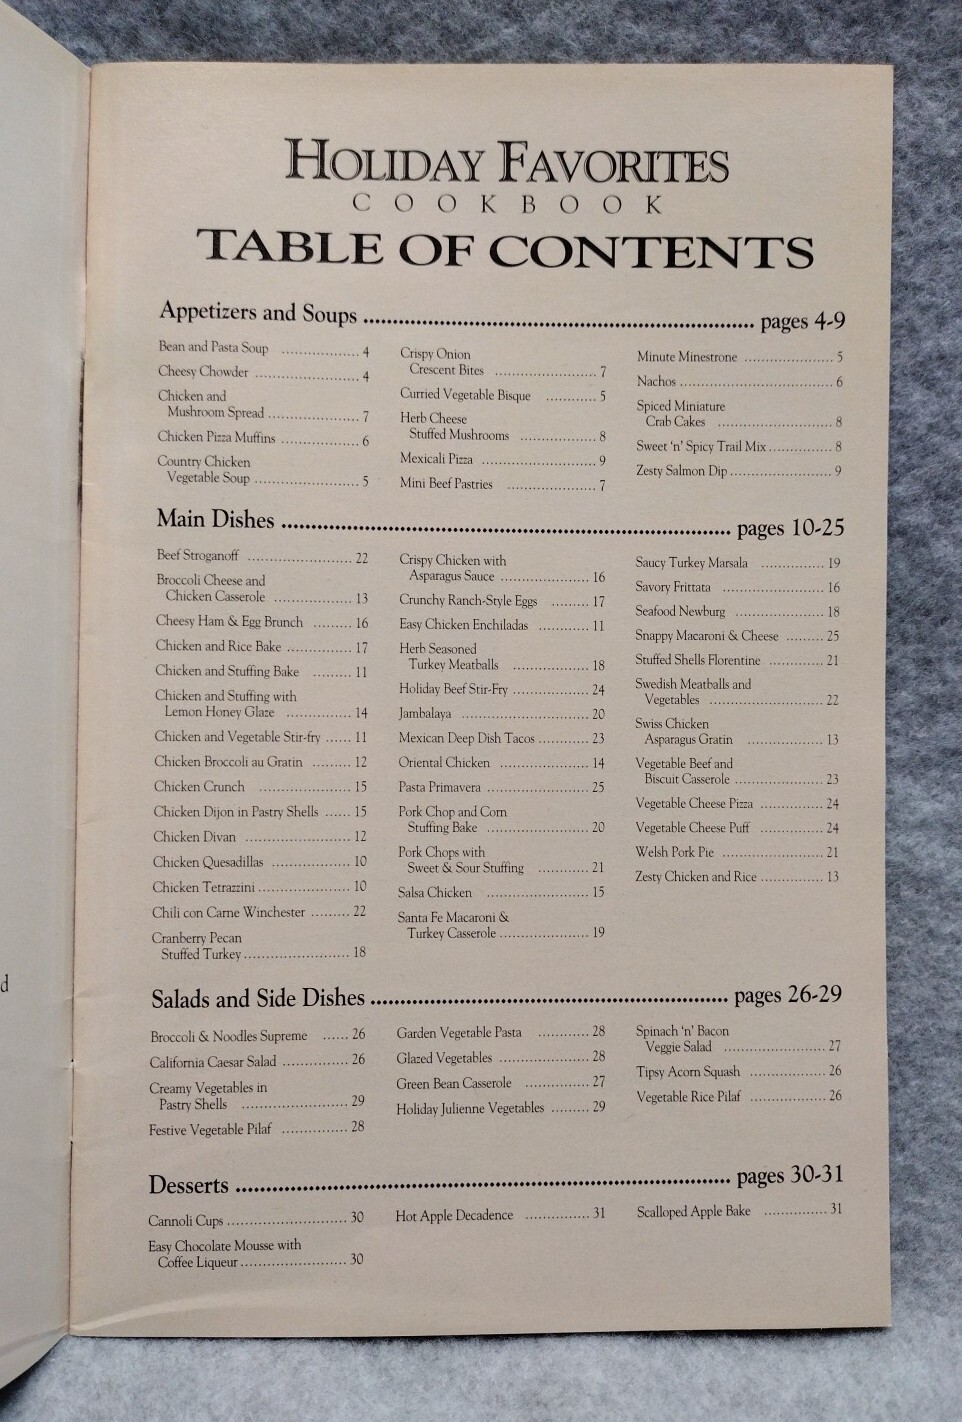 HOLIDAY FAVORITES
COOKBOOK
TABLE OF CONTENTS
Appetizers and Soups ........ pages 4-9
Bean and Pasta Soup ........ 4
Cheesy Chowder ........ 4
Chicken and
Mushroom Spread ........ 7
Chicken Pizza Muffins ........ 6
Country Chicken
Vegetable Soup ........ 5
Crispy Onion
Crescent Bites ........ 7
Curried Vegetable Bisque ........ 5
Herb Cheese
Stuffed Mushrooms ........ 8
Mexicali Pizza ........ 9
Mini Beef Pastries ........ 7
Minute Minestrone ........ 5
Nachos ........ 6
Spiced Miniature
Crab Cakes ........ 8
Sweet 'n' Spicy Trail Mix ........ 8
Zesty Salmon Dip ........ 9
Main Dishes ........ pages 10-25
Beef Stroganoff ........ 22
Broccoli Cheese and
Chicken Casserole ........ 13
Cheesy Ham & Egg Brunch ........ 16
Chicken and Rice Bake ........ 17
Chicken and Stuffing Bake ........ 11
Chicken and Stuffing with
Lemon Honey Glaze ........ 14
Chicken and Vegetable Stir-fry ...... 11
Chicken Broccoli au Gratin ........ 12
Chicken Crunch ........ 15
Chicken Dijon in Pastry Shells ...... 15
Chicken Divan ........ 12
Chicken Quesadillas ........ 10
Chicken Tetrazzini ........ 10
Chili con Carne Winchester ........ 22
Cranberry Pecan
Stuffed Turkey ........ 18
Crispy Chicken with
Asparagus Sauce ........ 16
Crunchy Ranch-Style Eggs ........ 17
Easy Chicken Enchiladas ........ 11
Herb Seasoned
Turkey Meatballs ........ 18
Holiday Beef Stir-Fry ........ 24
Jambalaya ........ 20
Mexican Deep Dish Tacos ........ 23
Oriental Chicken ........ 14
Pasta Primavera ........ 25
Pork Chop and Corn
Stuffing Bake ........ 20
Pork Chops with
Sweet & Sour Stuffing ........ 21
Salsa Chicken ........ 15
Santa Fe Macaroni &
Turkey Casserole ........ 19
Saucy Turkey Marsala ........ 19
Savory Frittata ........ 16
Seafood Newburg ........ 18
Snappy Macaroni & Cheese ........ 25
Stuffed Shells Florentine ........ 21
Swedish Meatballs and
Vegetables ........ 22
Swiss Chicken
Asparagus Gratin ........ 13
Vegetable Beef and
Biscuit Casserole ........ 23
Vegetable Cheese Pizza ........ 24
Vegetable Cheese Puff ........ 24
Welsh Pork Pie ........ 21
Zesty Chicken and Rice ........ 13
Salads and Side Dishes ........ pages 26-29
Broccoli & Noodles Supreme ...... 26
California Caesar Salad ........ 26
Creamy Vegetables in
Pastry Shells ........ 29
Festive Vegetable Pilaf ........ 28
Garden Vegetable Pasta ........ 28
Glazed Vegetables ........ 28
Green Bean Casserole ........ 27
Holiday Julienne Vegetables ........ 29
Spinach 'n' Bacon
Veggie Salad ........ 27
Tipsy Acorn Squash ........ 26
Vegetable Rice Pilaf ........ 26
Desserts ........ pages 30-31
Cannoli Cups ........ 30
Easy Chocolate Mousse with
Coffee Liqueur ........ 30
Hot Apple Decadence ........ 31
Scalloped Apple Bake ........ 31